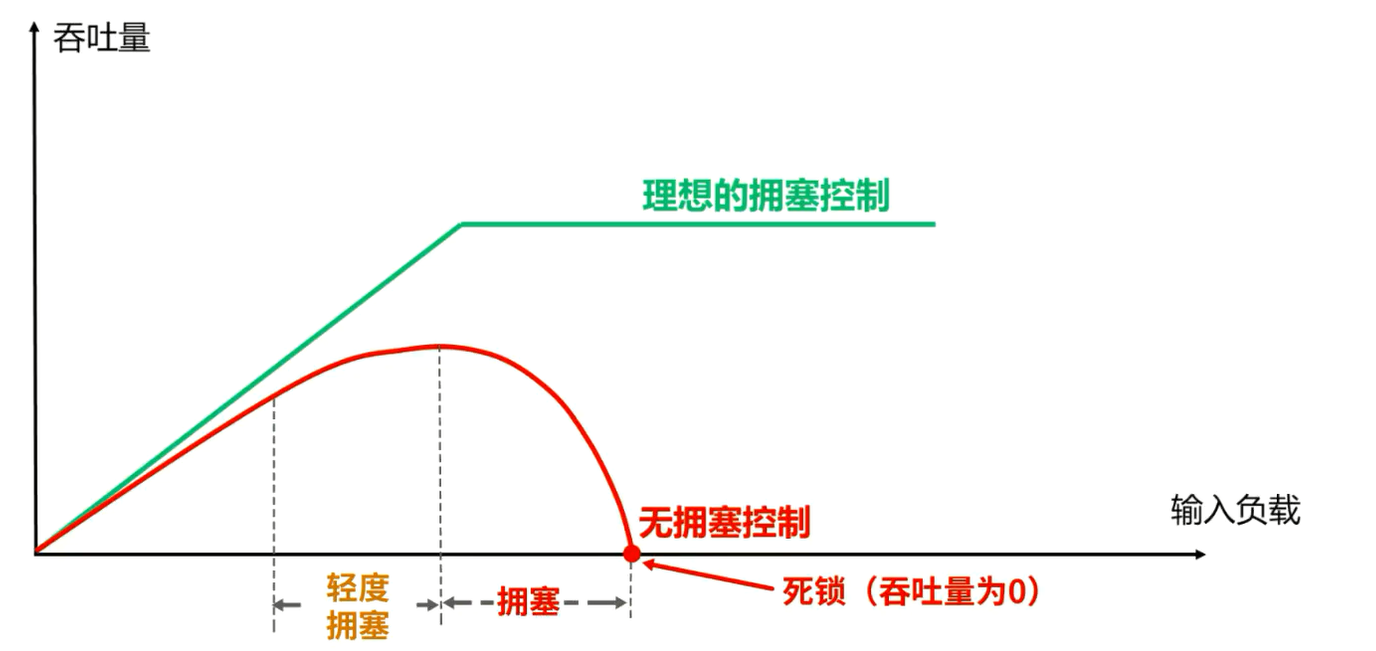 吞吐量
理想的拥塞控制
输入负载
无拥塞控制
死锁（吞吐量为0）
轻度
拥塞
拥塞